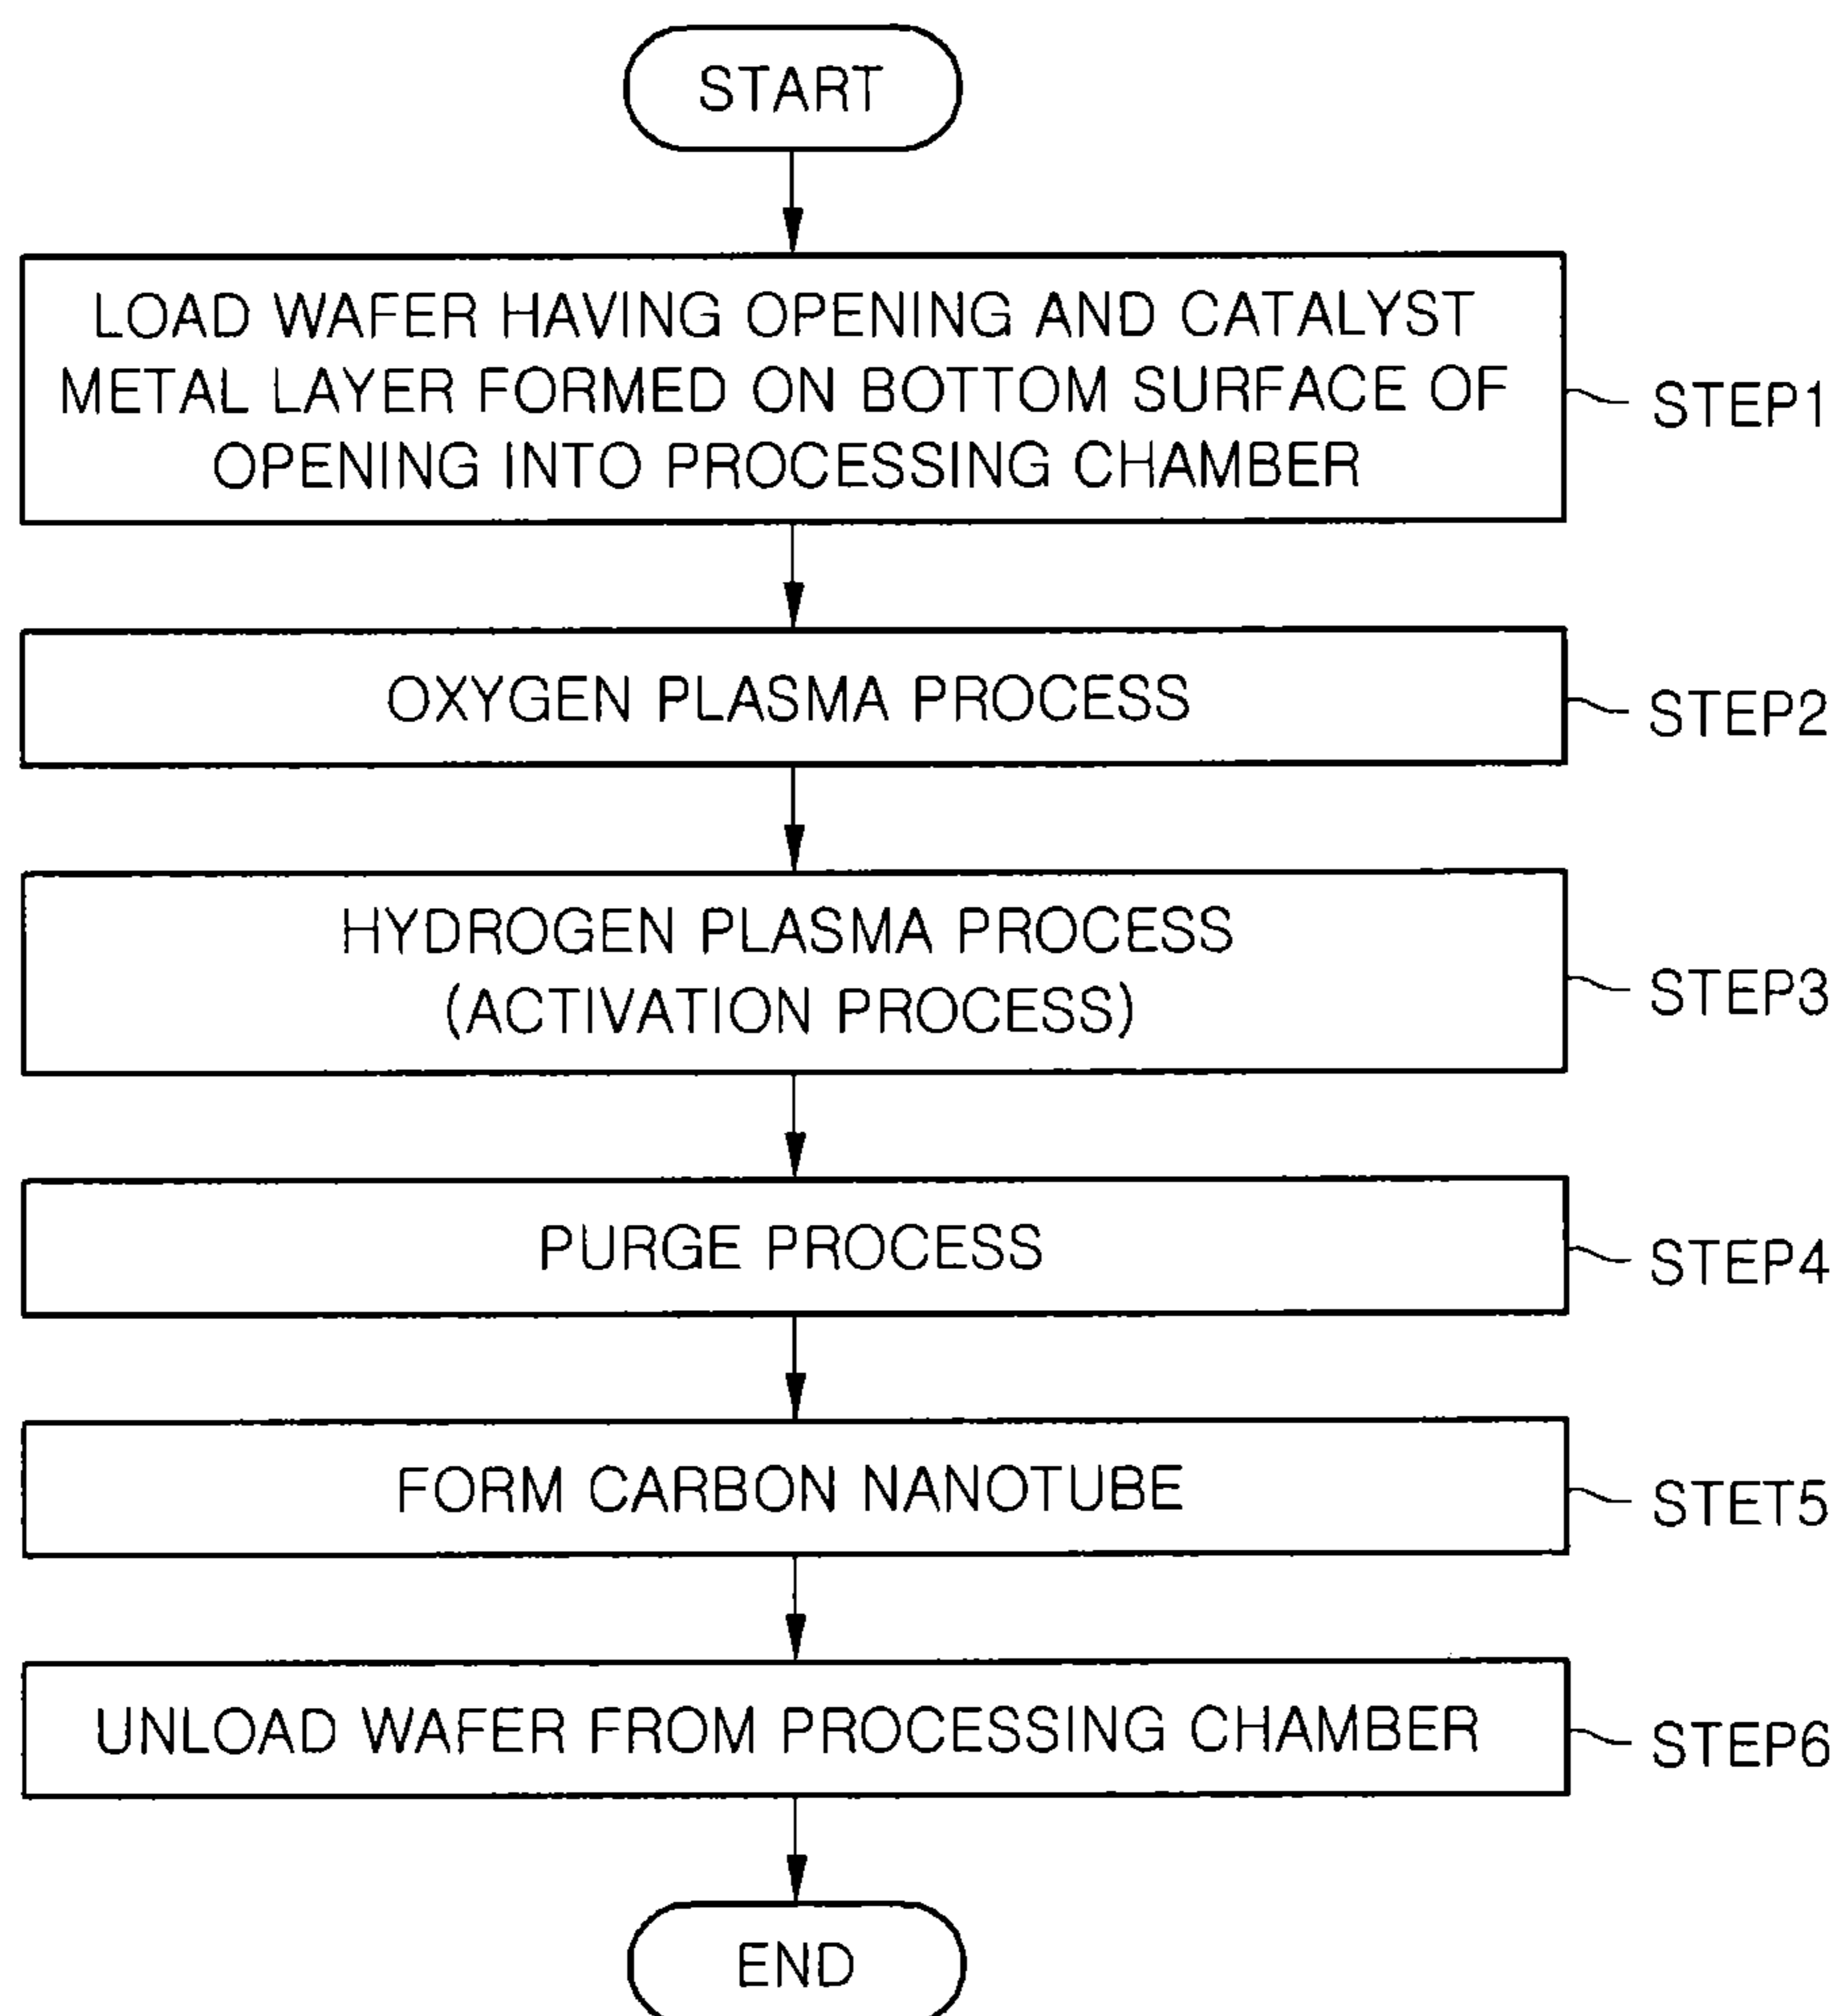 START
LOAD WAFER HAVING OPENING AND CATALYST
METAL LAYER FORMED ON BOTTOM SURFACE OF
OPENING INTO PROCESSING CHAMBER
STEP1
OXYGEN PLASMA PROCESS
STEP2
HYDROGEN PLASMA PROCESS
(ACTIVATION PROCESS)
STEP3
PURGE PROCESS
STEP4
FORM CARBON NANOTUBE
STET5
UNLOAD WAFER FROM PROCESSING CHAMBER
STEP6
END